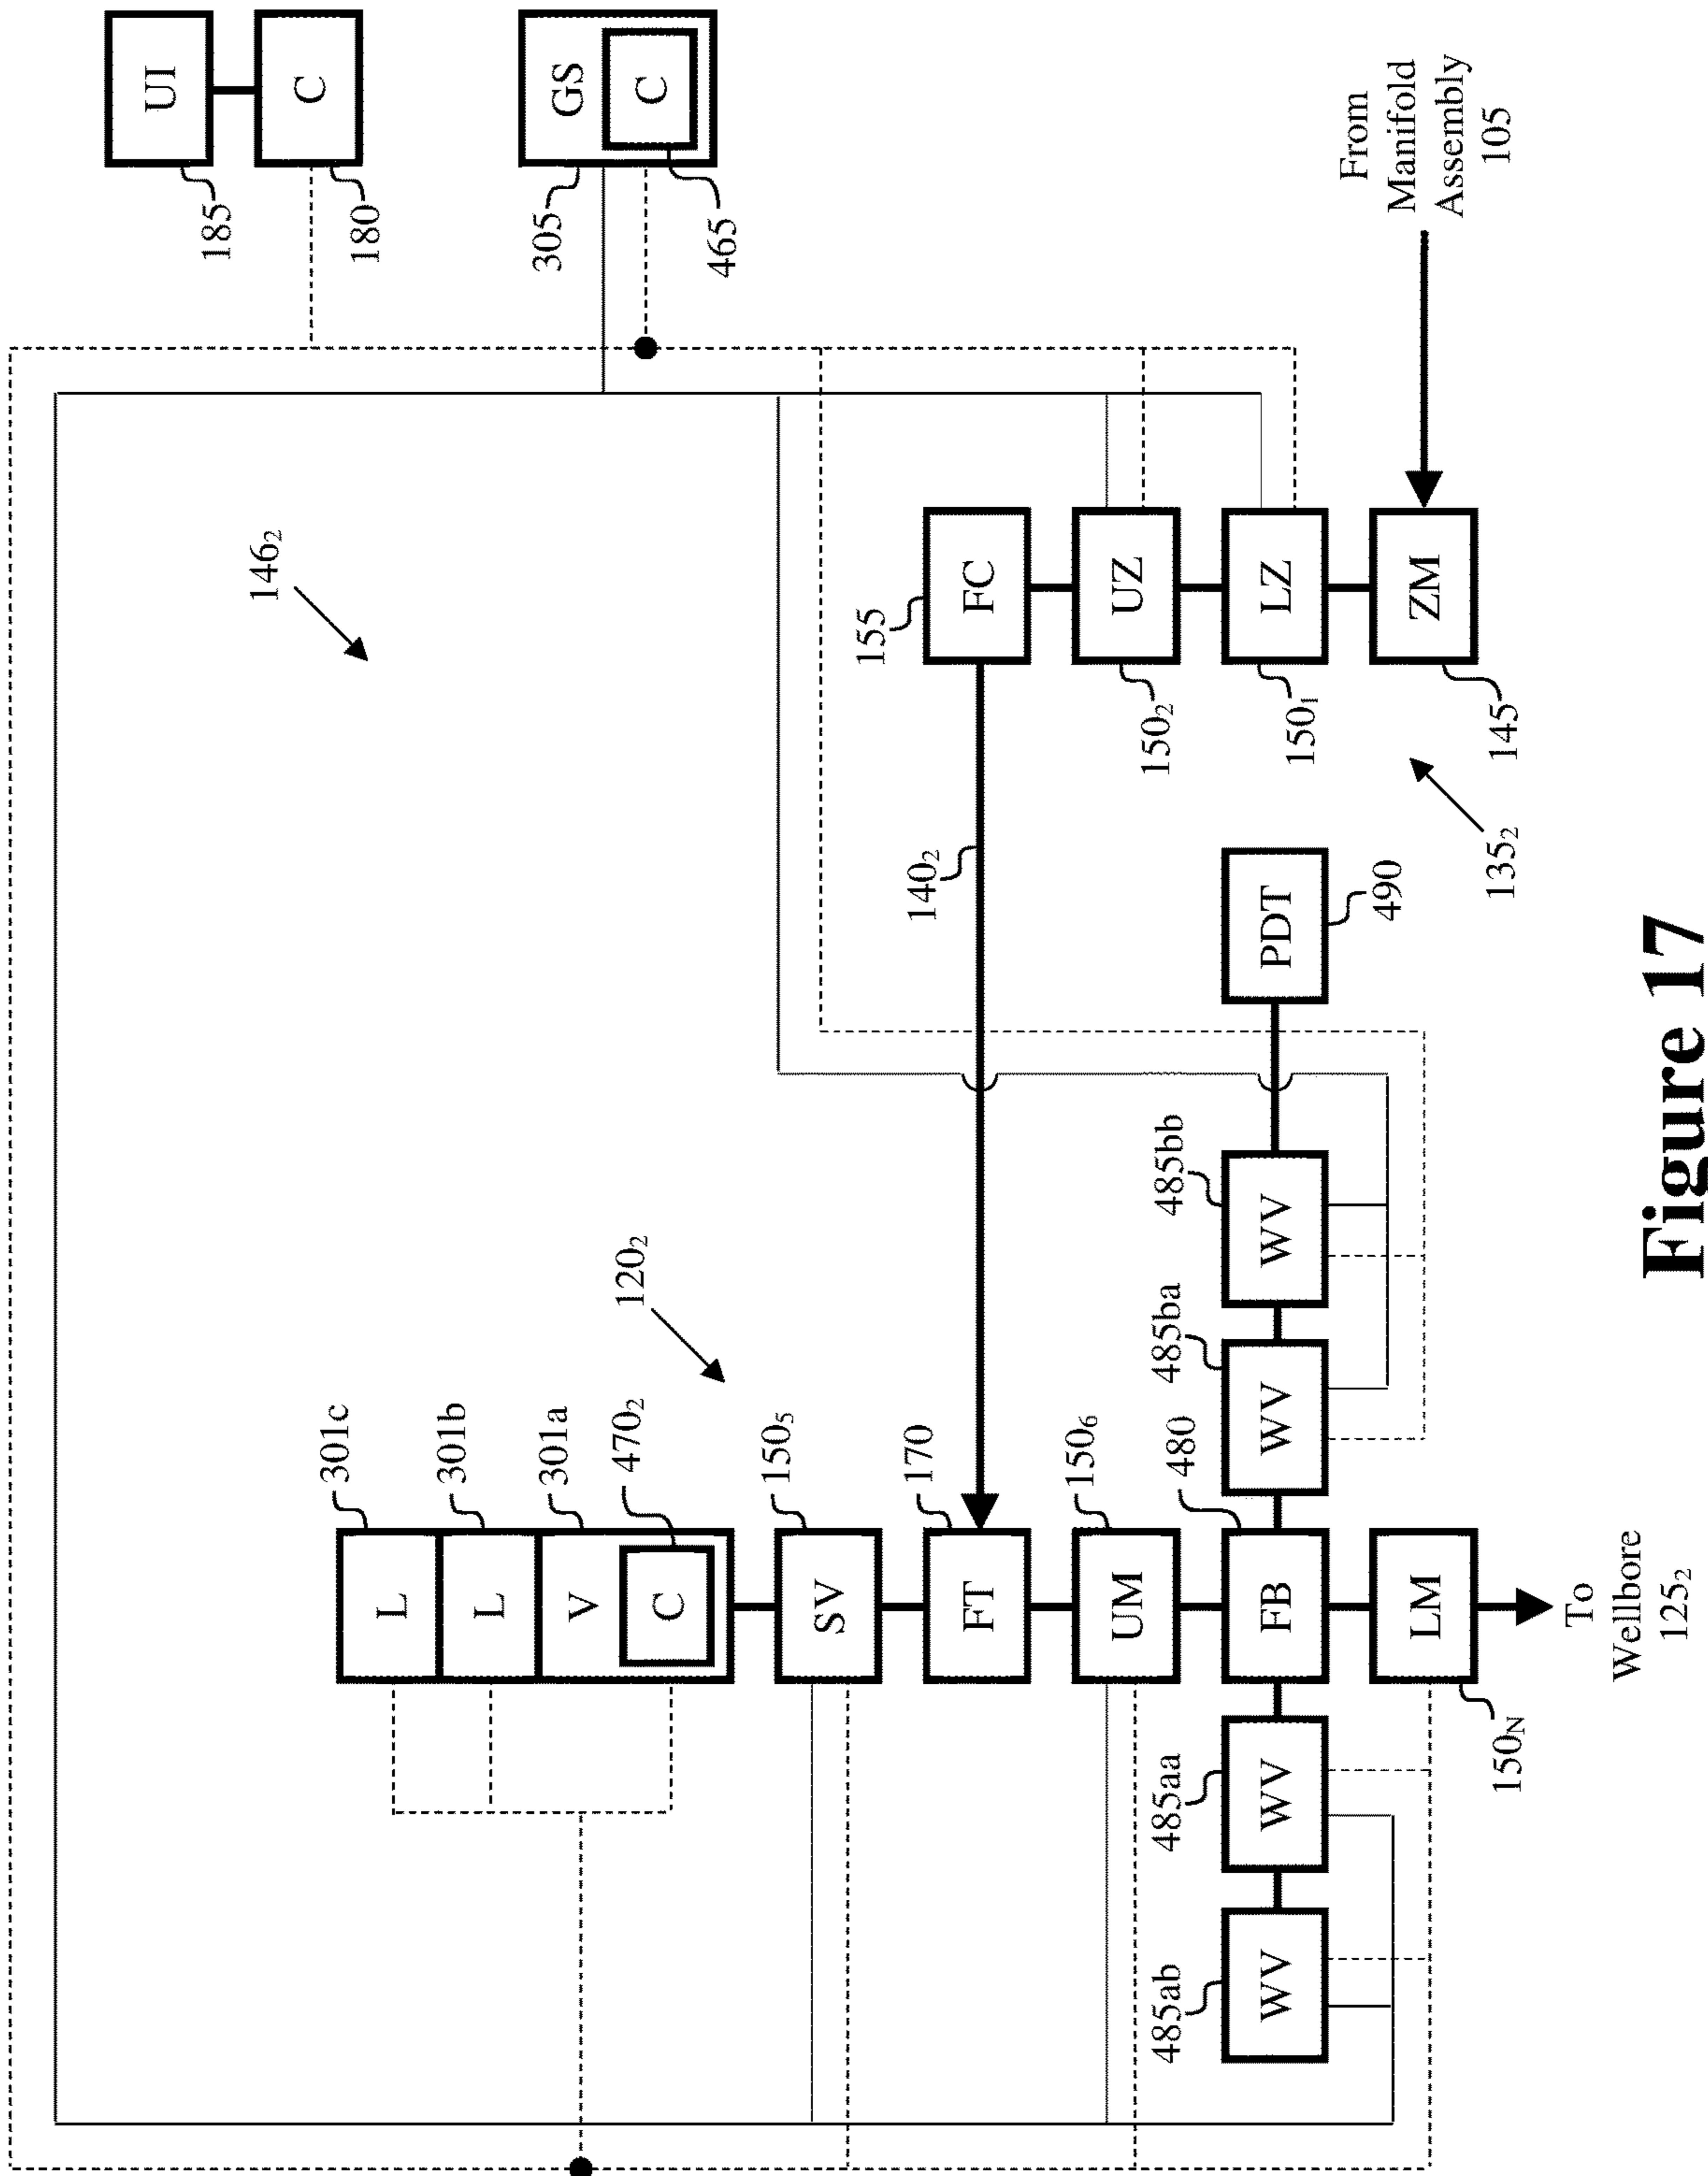 UI
185
C
180
GS
C
305
465
146₂
From
Manifold
Assembly
105
301c
301b
301a
470₂
L
L
V
C
120₂
150₅
SV
170
FT
140₂
155
FC
150₆
UM
UZ
150₂
485ab
WV
485aa
WV
480
FB
485ba
WV
485bb
WV
PDT
490
LZ
150₁
LM
150N
ZM
145
135₂
To
Wellbore
125₂
Figure 17